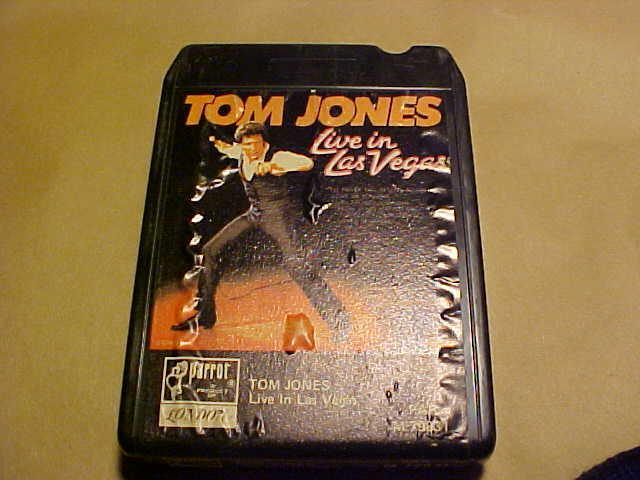 TOM JONES
Live in
Las Vegas
parrot ®
LONDON
TOM JONES
Live In Las Vegas